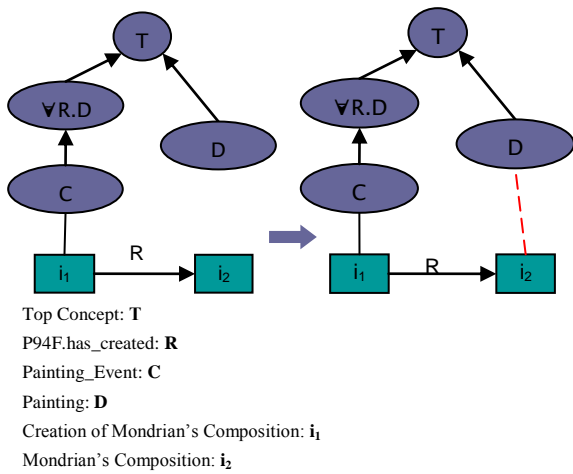 T
T
∀R.D
∀R.D
D
D
C
C
R
R
i₁
i₂
i₁
i₂
Top Concept: T
P94F.has_created: R
Painting_Event: C
Painting: D
Creation of Mondrian’s Composition: i₁
Mondrian’s Composition: i₂